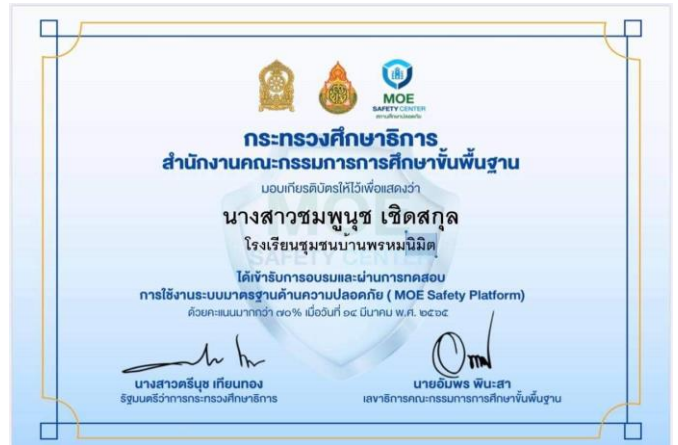 MOE
SAFETY CENTER
สถานศึกษาปลอดภัย
กระทรวงศึกษาธิการ
สำนักงานคณะกรรมการการศึกษาขั้นพื้นฐาน
มอบเกียรติบัตรให้ไว้เพื่อแสดงว่า
นางสาวชมพูนุช เชิดสกุล
โรงเรียนชุมชนบ้านพรหมนิมิต
ได้เข้ารับการอบรมและผ่านการทดสอบ
การใช้งานระบบมาตรฐานด้านความปลอดภัย ( MOE Safety Platform)
ด้วยคะแนนมากกว่า ๗๐% เมื่อวันที่ ๑๔ มีนาคม พ.ศ. ๒๕๖๕
นางสาวตรีนุช เทียนทอง
รัฐมนตรีว่าการกระทรวงศึกษาธิการ
นายอัมพร พินะสา
เลขาธิการคณะกรรมการการศึกษาขั้นพื้นฐาน